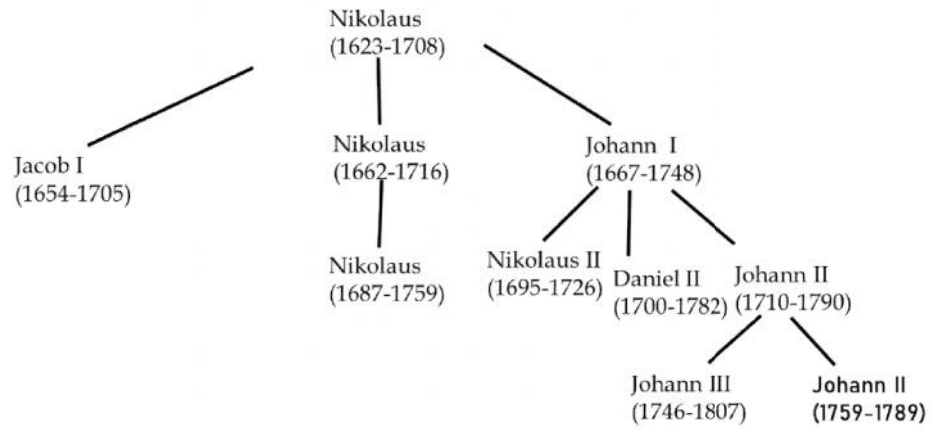 Nikolaus
(1623-1708)
Jacob I
(1654-1705)
Nikolaus
(1662-1716)
Johann I
(1667-1748)
Nikolaus
(1687-1759)
Nikolaus II
(1695-1726)
Daniel II
(1700-1782)
Johann II
(1710-1790)
Johann III
(1746-1807)
Johann II
(1759-1789)